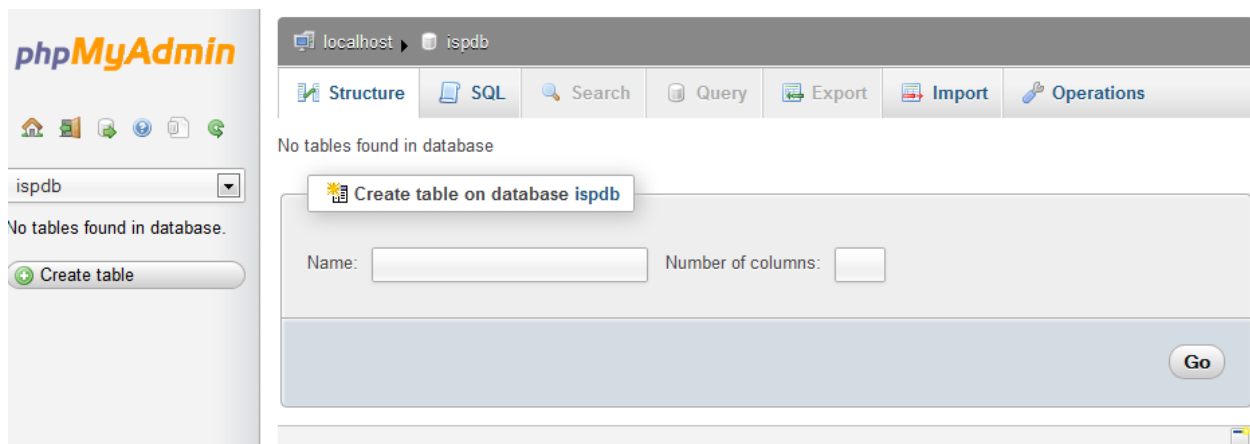 phpMyAdmin
ispdb
No tables found in database.
Create table
localhost ispdb
Structure SQL Search Query Export Import Operations
No tables found in database
Create table on database ispdb
Name: Number of columns:
Go